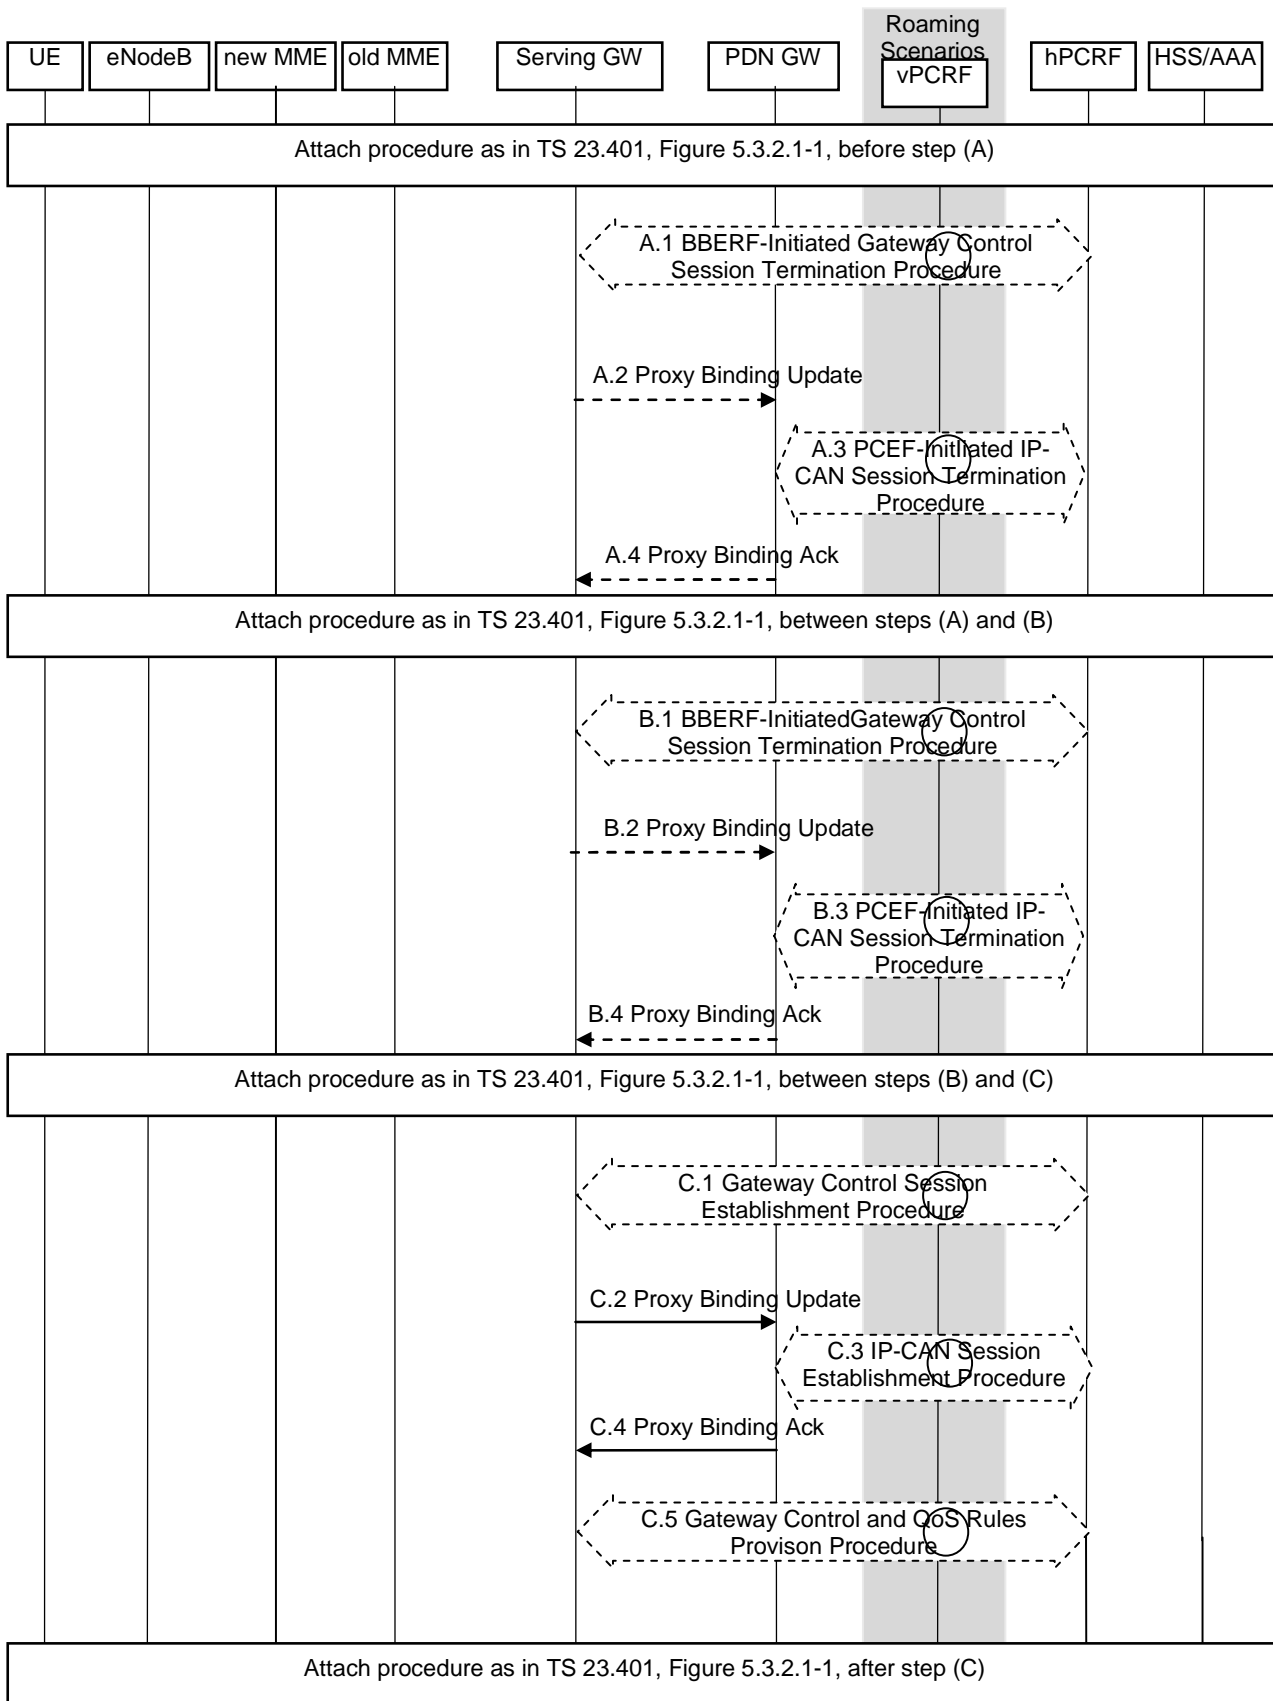 Roaming
Scenarios
UE
eNodeB
new MME
old MME
Serving GW
PDN GW
vPCRF
hPCRF
HSS/AAA
Attach procedure as in TS 23.401, Figure 5.3.2.1-1, before step (A)
A.1 BBERF-Initiated Gateway Control
Session Termination Procedure
A.2 Proxy Binding Update
A.3 PCEF-Initliated IP-
CAN Session Termination
Procedure
A.4 Proxy Binding Ack
Attach procedure as in TS 23.401, Figure 5.3.2.1-1, between steps (A) and (B)
B.1 BBERF-InitiatedGateway Control
Session Termination Procedure
B.2 Proxy Binding Update
B.3 PCEF-Initiated IP-
CAN Session Termination
Procedure
B.4 Proxy Binding Ack
Attach procedure as in TS 23.401, Figure 5.3.2.1-1, between steps (B) and (C)
C.1 Gateway Control Session
Establishment Procedure
C.2 Proxy Binding Update
C.3 IP-CAN Session
Establishment Procedure
C.4 Proxy Binding Ack
C.5 Gateway Control and QoS Rules
Provison Procedure
Attach procedure as in TS 23.401, Figure 5.3.2.1-1, after step (C)